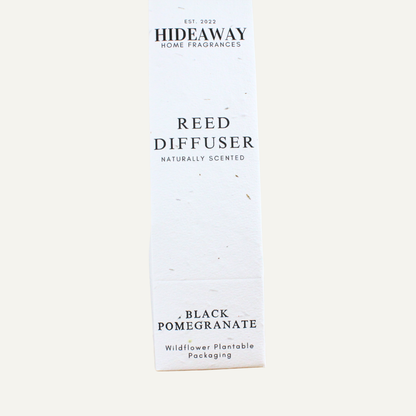 EST. 2022
HIDEAWAY
HOME FRAGRANCES
REED
DIFFUSER
NATURALLY SCENTED
BLACK
POMEGRANATE
Wildflower Plantable
Packaging